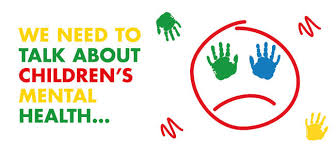 WE NEED TO
TALK ABOUT
CHILDREN'S
MENTAL
HEALTH...